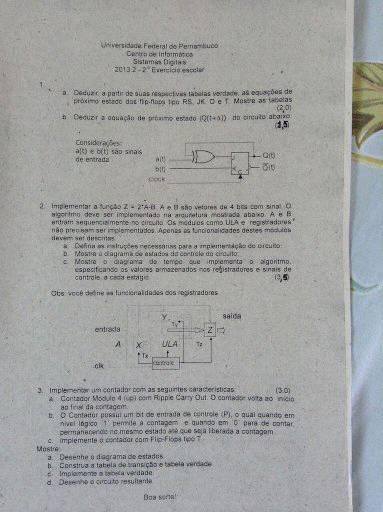 Universidade Federal de Pernambuco
Centro de Informática
Sistemas Digitais
2013.2 - 2º Exercício escolar
1.
a. Deduzir, a partir de suas respectivas tabelas verdade, as equações de
próximo estado dos flip-flops tipo RS, JK, D e T. Mostre as tabelas
(2,0)
b. Deduzir a equação de próximo estado (Q(t+Δ)) do circuito abaixo:
(1,5)
Considerações:
a(t) e b(t) são sinais
de entrada
a(t)
b(t)
clock
Q(t)
Q(t)
2. Implementar a função Z = 2*A-B. A e B são vetores de 4 bits com sinal. O
algoritmo deve ser implementado na arquitetura mostrada abaixo. A e B
entram sequencialmente no circuito. Os módulos como ULA e registradores
não precisam ser implementados. Apenas as funcionalidades destes módulos
devem ser descritas.
a. Defina as instruções necessárias para a implementação do circuito.
b. Mostre o diagrama de estados do controle do circuito.
c. Mostre o diagrama de tempo que implementa o algoritmo,
especificando os valores armazenados nos registradores e sinais de
controle, a cada estágio.
(3,5)
Obs: você define as funcionalidades dos registradores
Y
Ty
saída
Z
entrada
A X ULA Tz
Tx
controle
clk
3. Implementar um contador com as seguintes características: (3,0)
a. Contador Module 4 (up) com Ripple Carry Out. O contador volta ao início
ao final da contagem.
b. O Contador possui um bit de entrada de controle (P), o qual quando em
nível lógico 1 permite a contagem e quando em 0 para de contar,
permanecendo no mesmo estado até que seja liberada a contagem.
c. Implemente o contador com Flip-Flops tipo T.
Mostre:
a. Desenhe o diagrama de estados
b. Construa a tabela de transição e tabela verdade
c. Implemente a tabela verdade
d. Desenhe o circuito resultante
Boa sorte!